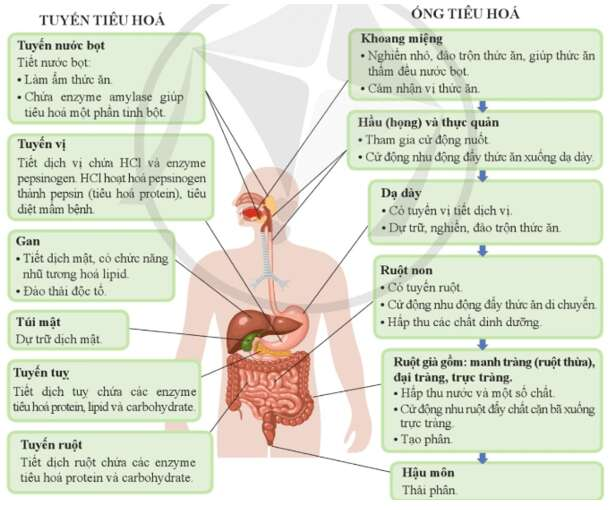 TUYẾN TIÊU HOÁ
Tuyến nước bọt
Tiết nước bọt:
• Làm ẩm thức ăn.
• Chứa enzyme amylase giúp
tiêu hoá một phần tinh bột.
Tuyến vị
Tiết dịch vị chứa HCl và enzyme
pepsinogen. HCl hoạt hoá pepsinogen
thành pepsin (tiêu hoá protein), tiêu
diệt mầm bệnh.
Gan
• Tiết dịch mật, có chức năng
nhũ tương hoá lipid.
• Đào thải độc tố.
Túi mật
Dự trữ dịch mật.
Tuyến tuỵ
Tiết dịch tuỵ chứa các enzyme
tiêu hoá protein, lipid và carbohydrate.
Tuyến ruột
Tiết dịch ruột chứa các enzyme
tiêu hoá protein và carbohydrate.
ỐNG TIÊU HOÁ
Khoang miệng
• Nghiền nhỏ, đảo trộn thức ăn, giúp thức ăn
thấm đều nước bọt.
• Cảm nhận vị thức ăn.
Hầu (họng) và thực quản
• Tham gia cử động nuốt.
• Cử động nhu động đẩy thức ăn xuống dạ dày.
Dạ dày
• Có tuyến vị tiết dịch vị.
• Dự trữ, nghiền, đảo trộn thức ăn.
Ruột non
• Có tuyến ruột.
• Cử động nhu động đẩy thức ăn di chuyển.
• Hấp thu các chất dinh dưỡng.
Ruột già gồm: manh tràng (ruột thừa),
đại tràng, trực tràng.
• Hấp thu nước và một số chất.
• Cử động nhu ruột đẩy chất cặn bã xuống
trực tràng.
• Tạo phân.
Hậu môn
Thải phân.